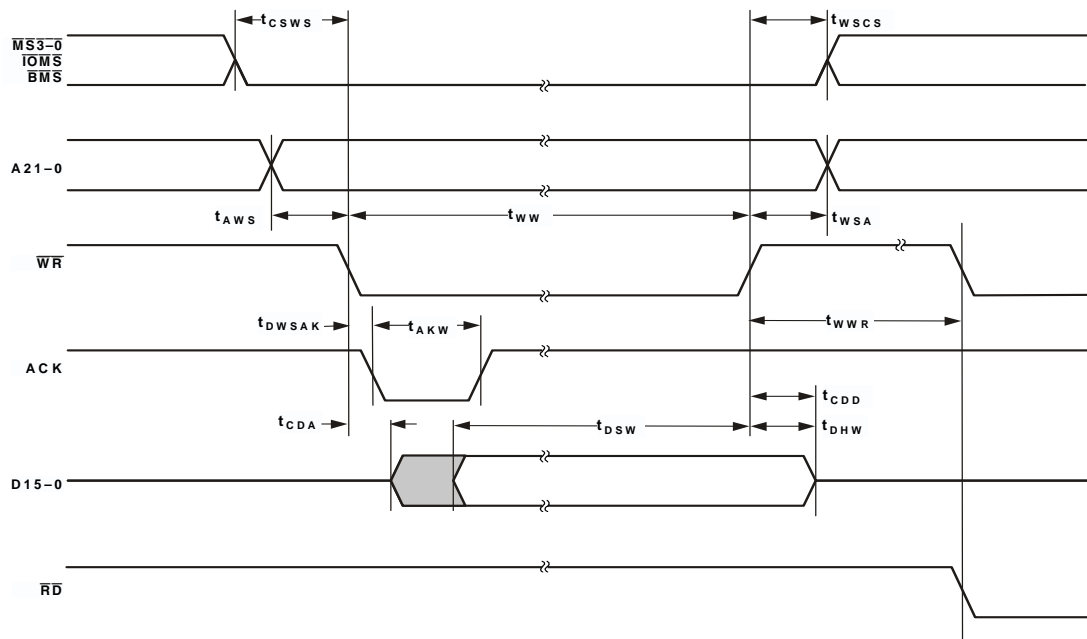 tCSWS
tWSCS
MS3–0
IOMS
BMS
A21–0
tAWS
tWW
tWSA
WR
tDWSAK
tAKW
tWWR
ACK
tCDD
tCDA
tDSW
tDHW
D15–0
RD